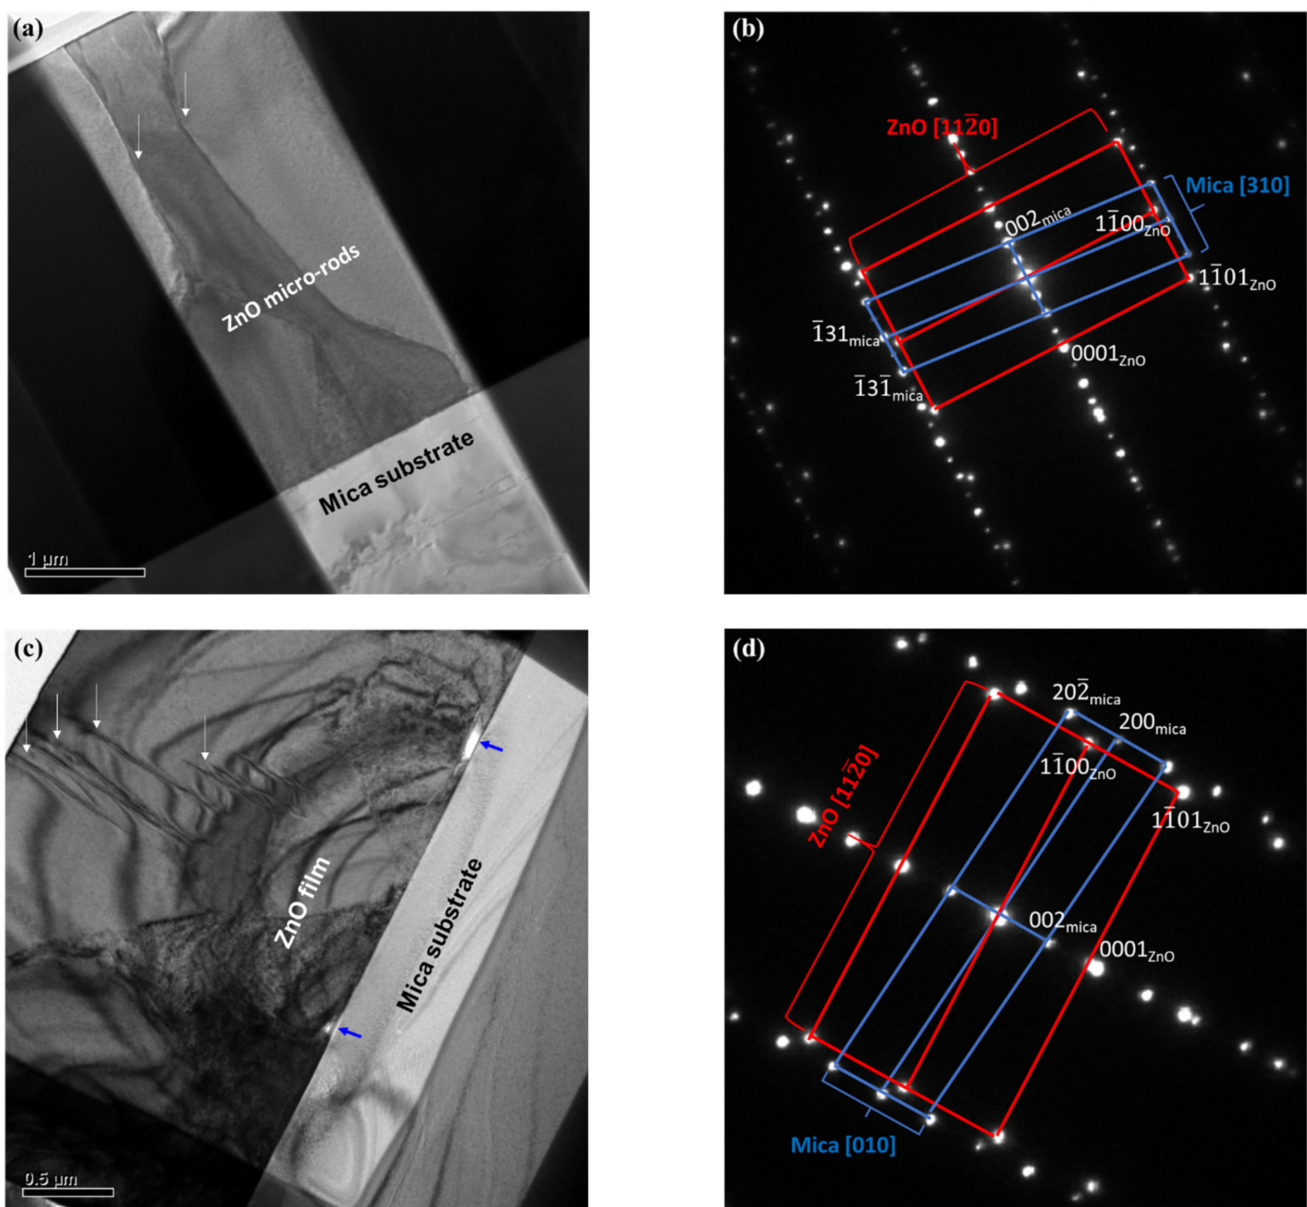 (a)
ZnO micro-rods
Mica substrate
1 μm
(b)
ZnO [112̅0]
002mica
11̅00ZnO
Mica [310]
11̅01ZnO
1̅31mica
0001ZnO
1̅31̅mica
(c)
ZnO film
Mica substrate
0.5 μm
(d)
202̅mica
200mica
11̅00ZnO
ZnO [112̅0]
11̅01ZnO
002mica
0001ZnO
Mica [010]